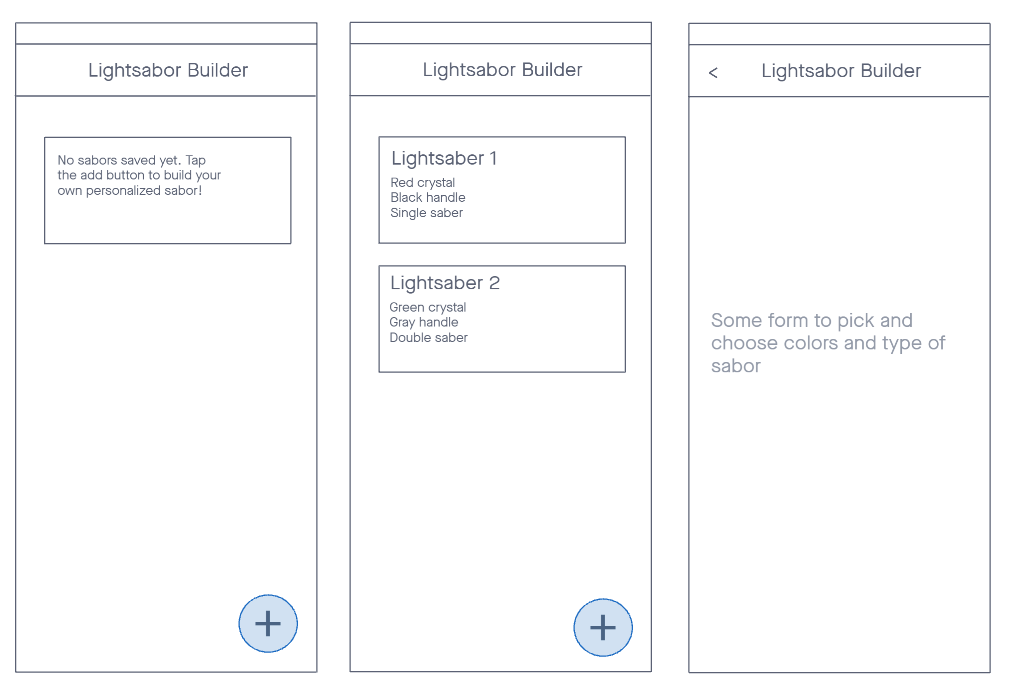 Lightsabor Builder
No sabors saved yet. Tap
the add button to build your
own personalized sabor!
+
Lightsabor Builder
Lightsaber 1
Red crystal
Black handle
Single saber
Lightsaber 2
Green crystal
Gray handle
Double saber
+
< Lightsabor Builder
Some form to pick and
choose colors and type of
sabor